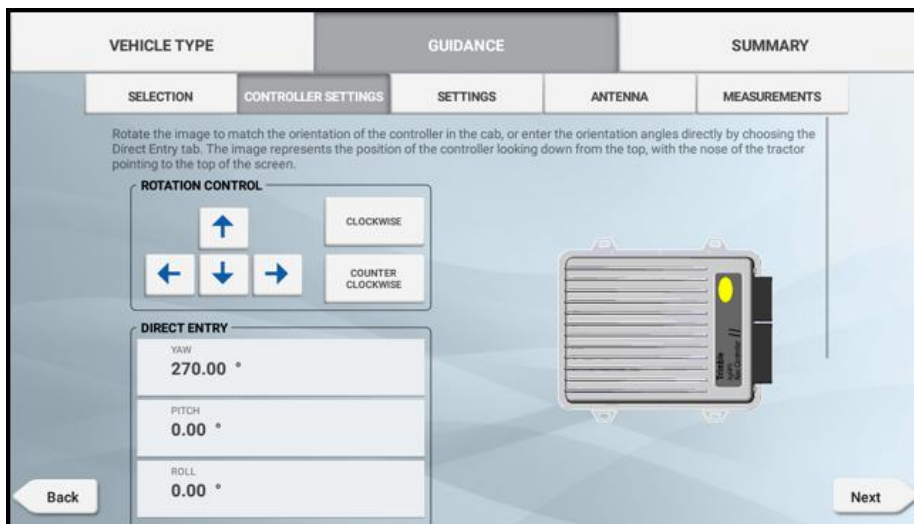 VEHICLE TYPE
GUIDANCE
SUMMARY
SELECTION
CONTROLLER SETTINGS
SETTINGS
ANTENNA
MEASUREMENTS
Rotate the image to match the orientation of the controller in the cab, or enter the orientation angles directly by choosing the
Direct Entry tab. The image represents the position of the controller looking down from the top, with the nose of the tractor
pointing to the top of the screen.
ROTATION CONTROL
CLOCKWISE
COUNTER
CLOCKWISE
DIRECT ENTRY
YAW
270.00 °
PITCH
0.00 °
ROLL
0.00 °
Trimble
Nav Controller II
Back
Next